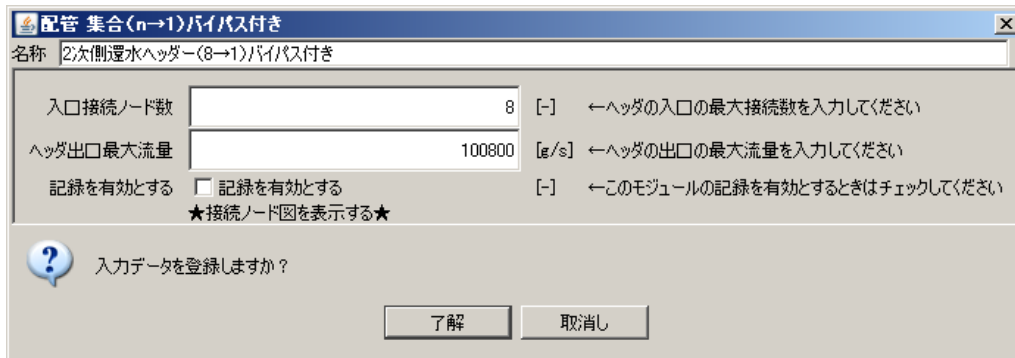 配管 集合(n→1)バイパス付き
名称 2次側還水ヘッダー(8→1)バイパス付き
入口接続ノード数 8 [-] ←ヘッダの入口の最大接続数を入力してください
ヘッダ出口最大流量 100800 [g/s] ←ヘッダの出口の最大流量を入力してください
記録を有効とする 記録を有効とする [-] ←このモジュールの記録を有効とするときはチェックしてください
★接続ノード図を表示する★
入力データを登録しますか?
了解 取消し